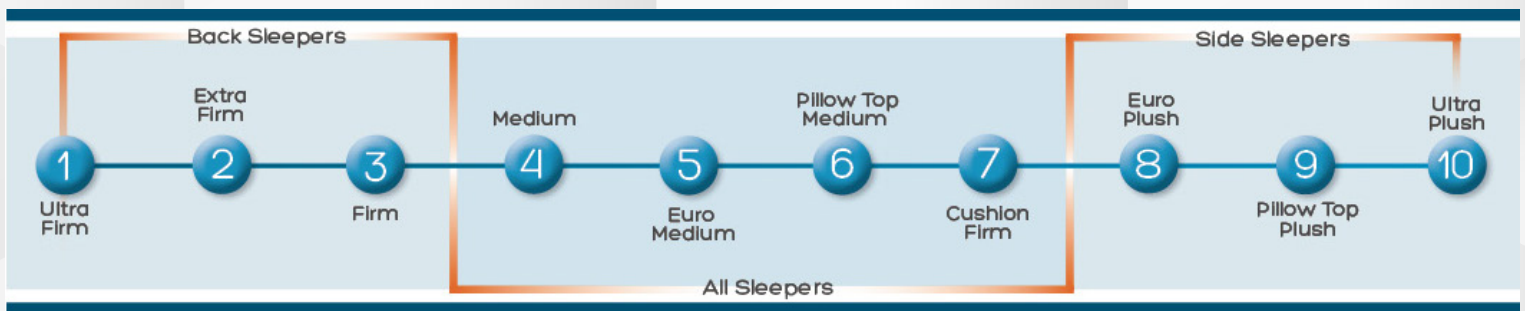 Back Sleepers
Side Sleepers
Extra
Firm
Medium
Pillow Top
Medium
Euro
Plush
Ultra
Plush
1
2
3
4
5
6
7
8
9
10
Ultra
Firm
Firm
Euro
Medium
Cushion
Firm
Pillow Top
Plush
All Sleepers